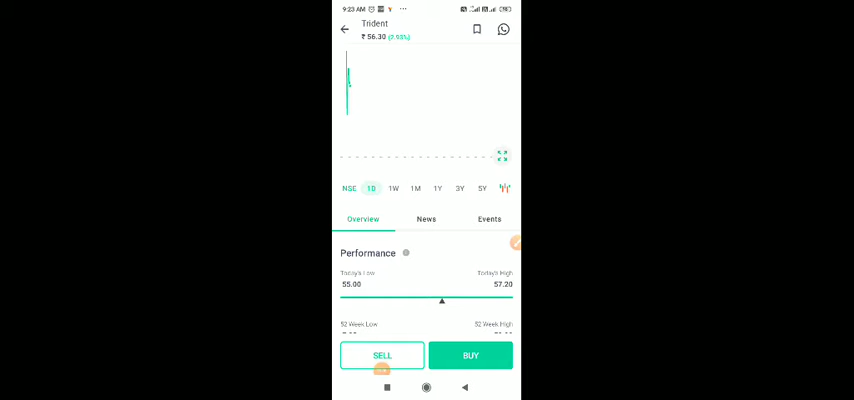 9:23 AM
Trident
₹ 56.30
NSE 1D 1W 1M 1Y 3Y 5Y
Overview News Events
Performance
Today's Low Today's High
55.00 57.20
52 Week Low 52 Week High
SELL BUY